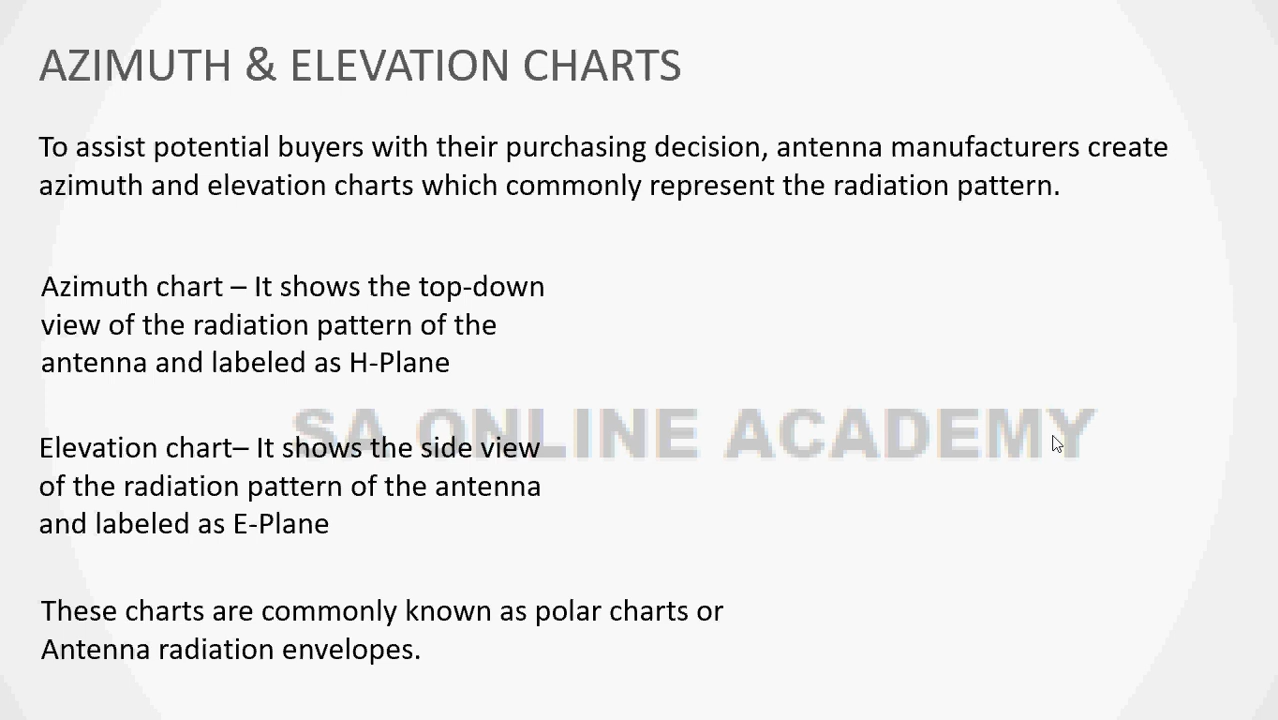 AZIMUTH & ELEVATION CHARTS
To assist potential buyers with their purchasing decision, antenna manufacturers create
azimuth and elevation charts which commonly represent the radiation pattern.
Azimuth chart – It shows the top-down
view of the radiation pattern of the
antenna and labeled as H-Plane
SA ONLINE ACADEMY
Elevation chart– It shows the side view
of the radiation pattern of the antenna
and labeled as E-Plane
These charts are commonly known as polar charts or
Antenna radiation envelopes.